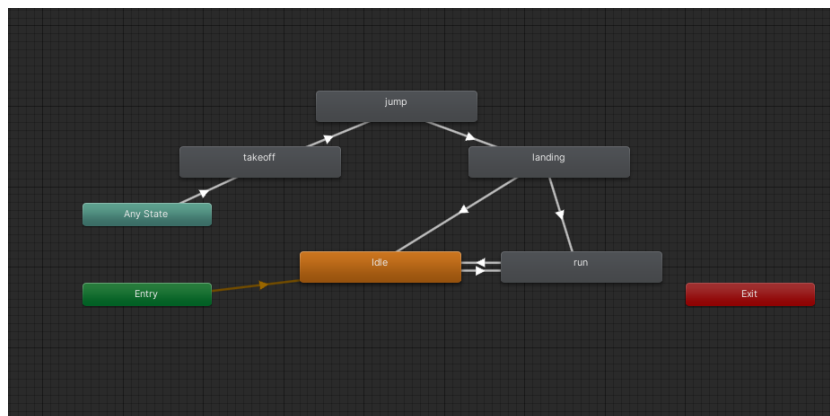 jump
takeoff
landing
Any State
Idle
run
Entry
Exit